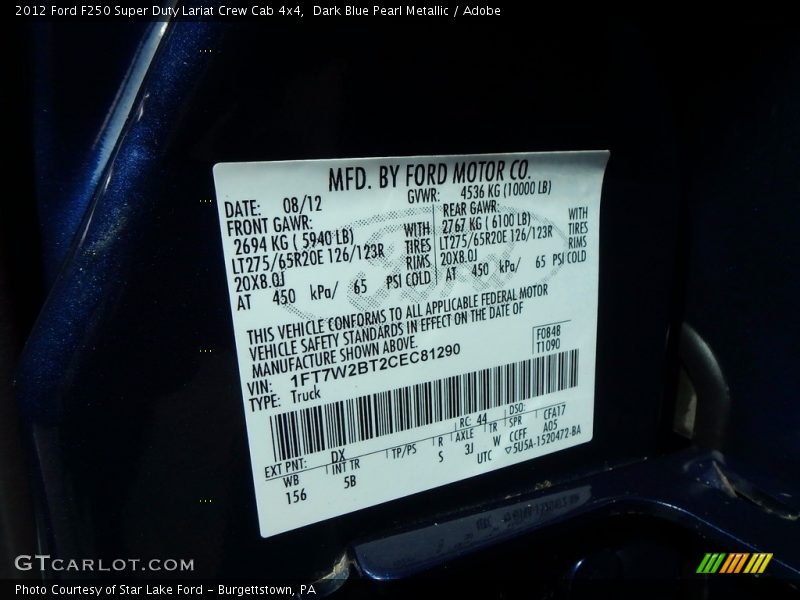 2012 Ford F250 Super Duty Lariat Crew Cab 4x4, Dark Blue Pearl Metallic / Adobe
MFD. BY FORD MOTOR CO.
DATE: 08/12 GVWR: 4536 KG (10000 LB)
FRONT GAWR: REAR GAWR:
2694 KG ( 5940 LB) WITH 2767 KG ( 6100 LB) WITH
LT275/65R20E 126/123R TIRES LT275/65R20E 126/123R TIRES
20X8.0J RIMS 20X8.0J RIMS
AT 450 kPa/ 65 PSI COLD AT 450 kPa/ 65 PSI COLD
THIS VEHICLE CONFORMS TO ALL APPLICABLE FEDERAL MOTOR
VEHICLE SAFETY STANDARDS IN EFFECT ON THE DATE OF
MANUFACTURE SHOWN ABOVE.
F0848
T1090
VIN: 1FT7W2BT2CEC81290
TYPE: Truck
EXT PNT: DX RC: 44 DSO:
WB INT TR TP/PS R AXLE TR SPR CFA17
156 5B S 3J W CCFF A05
UTC ▽5U5A-1520472-BA
GTCARLOT.COM
Photo Courtesy of Star Lake Ford - Burgettstown, PA